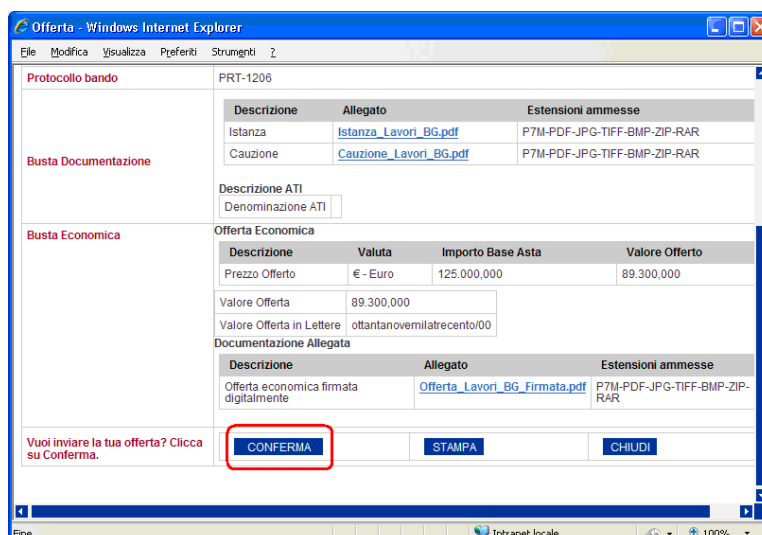 Offerta - Windows Internet Explorer
File Modifica Visualizza Preferiti Strumenti ?
Protocollo bando PRT-1206
Busta Documentazione
Descrizione Allegato Estensioni ammesse
Istanza Istanza_Lavori_BG.pdf P7M-PDF-JPG-TIFF-BMP-ZIP-RAR
Cauzione Cauzione_Lavori_BG.pdf P7M-PDF-JPG-TIFF-BMP-ZIP-RAR
Descrizione ATI
Denominazione ATI
Busta Economica
Offerta Economica
Descrizione Valuta Importo Base Asta Valore Offerto
Prezzo Offerto € - Euro 125.000,000 89.300,000
Valore Offerta 89.300,000
Valore Offerta in Lettere ottantanovemilatrecento/00
Documentazione Allegata
Descrizione Allegato Estensioni ammesse
Offerta economica firmata Offerta_Lavori_BG_Firmata.pdf P7M-PDF-JPG-TIFF-BMP-ZIP-
digitalmente RAR
Vuoi inviare la tua offerta? Clicca
su Conferma.
CONFERMA STAMPA CHIUDI
Fine Intranet locale 100%